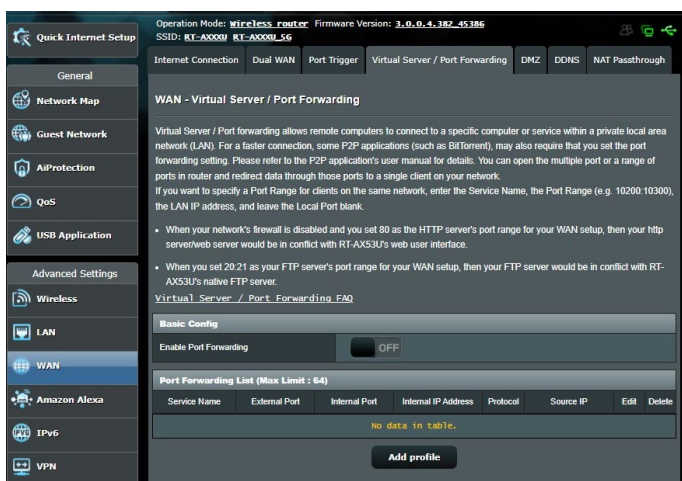 Quick Internet Setup
General
Network Map
Guest Network
AiProtection
QoS
USB Application
Advanced Settings
Wireless
LAN
WAN
Amazon Alexa
IPv6
VPN
Operation Mode: Wireless router Firmware Version: 3.0.0.4.382_45386
SSID: RT-AXXXU RT-AXXXU_5G
Internet Connection Dual WAN Port Trigger Virtual Server / Port Forwarding DMZ DDNS NAT Passthrough
WAN - Virtual Server / Port Forwarding
Virtual Server / Port forwarding allows remote computers to connect to a specific computer or service within a private local area
network (LAN). For a faster connection, some P2P applications (such as BitTorrent), may also require that you set the port
forwarding setting. Please refer to the P2P application's user manual for details. You can open the multiple port or a range of
ports in router and redirect data through those ports to a single client on your network.
If you want to specify a Port Range for clients on the same network, enter the Service Name, the Port Range (e.g. 10200:10300),
the LAN IP address, and leave the Local Port blank.
• When your network's firewall is disabled and you set 80 as the HTTP server's port range for your WAN setup, then your http
server/web server would be in conflict with RT-AX53U's web user interface.
• When you set 20:21 as your FTP server's port range for your WAN setup, then your FTP server would be in conflict with RT-
AX53U's native FTP server.
Virtual Server / Port Forwarding FAQ
Basic Config
Enable Port Forwarding OFF
Port Forwarding List (Max Limit : 64)
Service Name External Port Internal Port Internal IP Address Protocol Source IP Edit Delete
No data in table.
Add profile